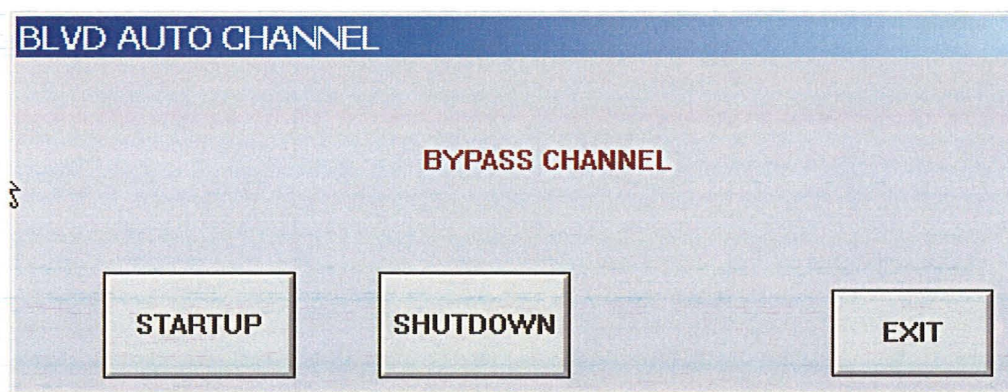 BLVD AUTO CHANNEL
BYPASS CHANNEL
STARTUP
SHUTDOWN
EXIT